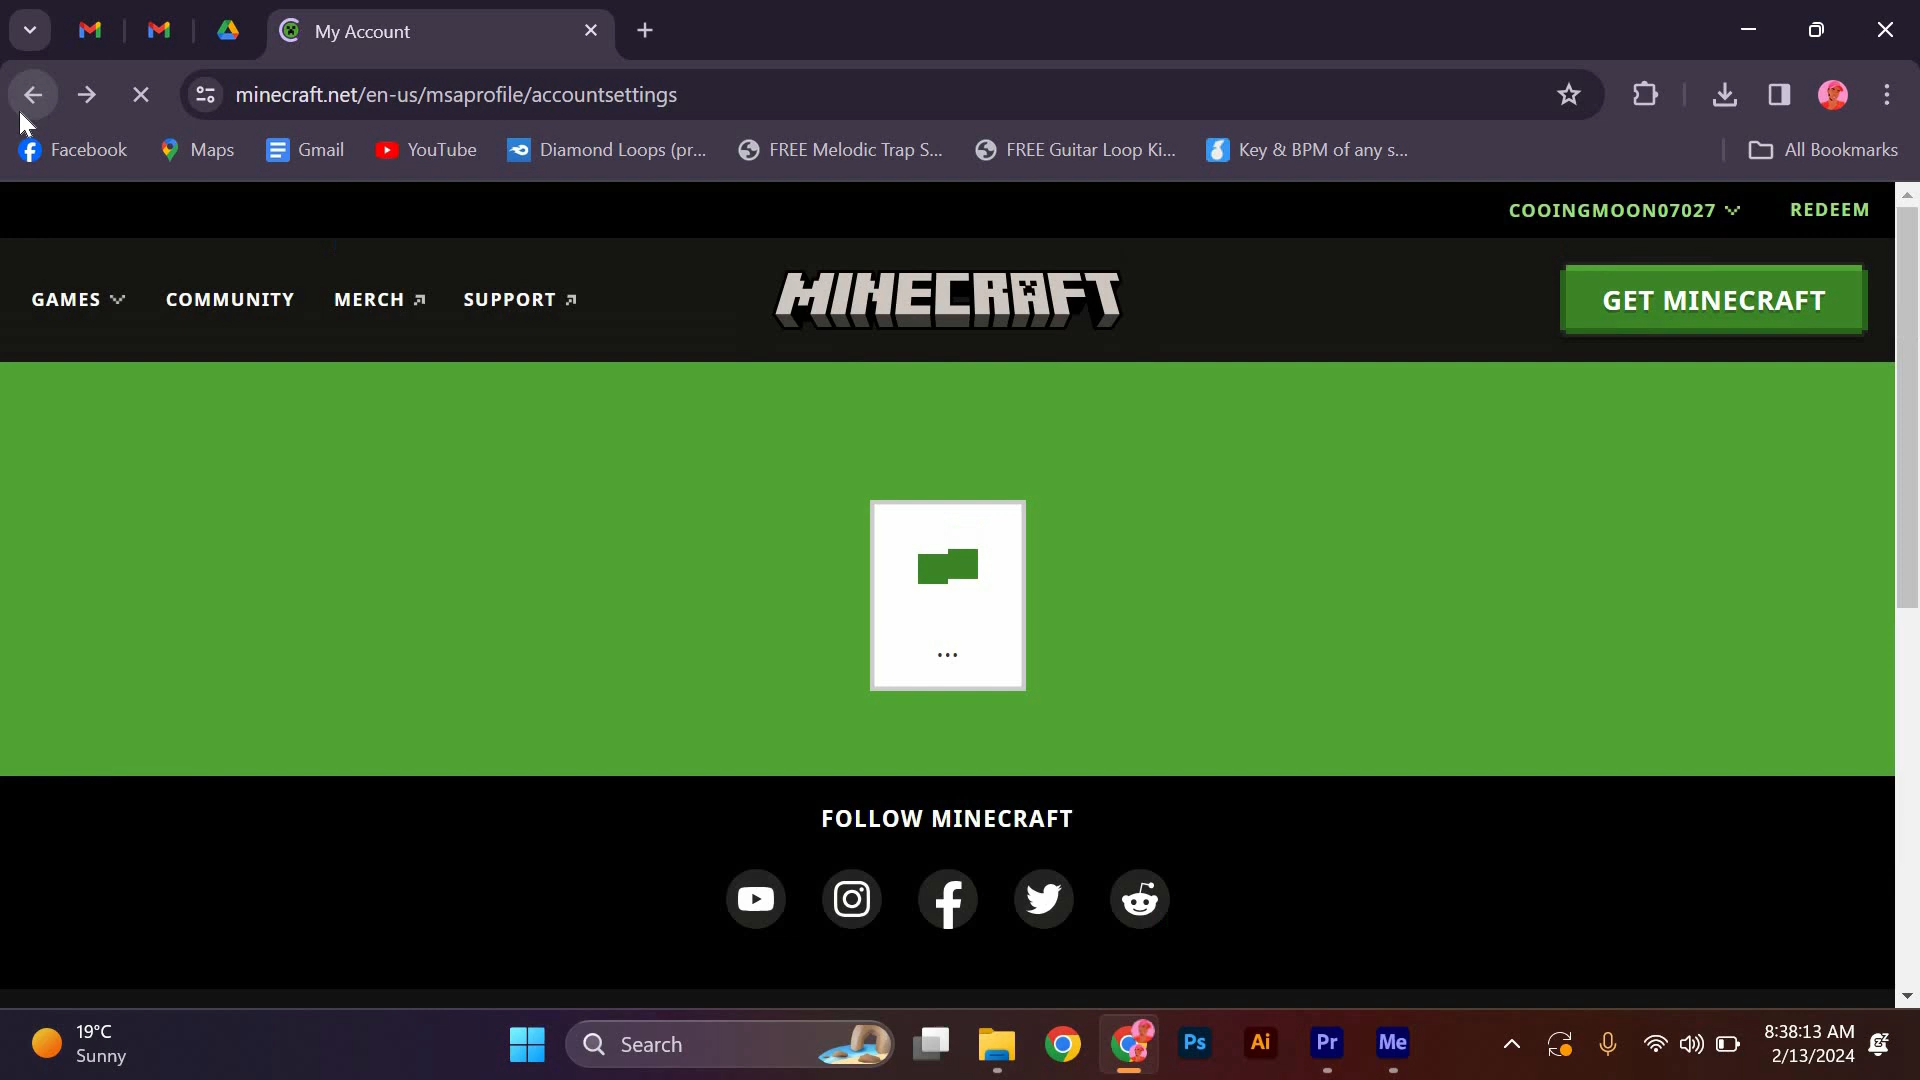 My Account
minecraft.net/en-us/msaprofile/accountsettings
Facebook
Maps
Gmail
YouTube
Diamond Loops (pr...
FREE Melodic Trap S...
FREE Guitar Loop Ki...
Key & BPM of any s...
All Bookmarks
COOINGMOON07027
REDEEM
GAMES
COMMUNITY
MERCH
SUPPORT
MINECRAFT
GET MINECRAFT
...
FOLLOW MINECRAFT
19°C
Sunny
Search
Ps
Ai
Pr
Me
8:38:13 AM
2/13/2024